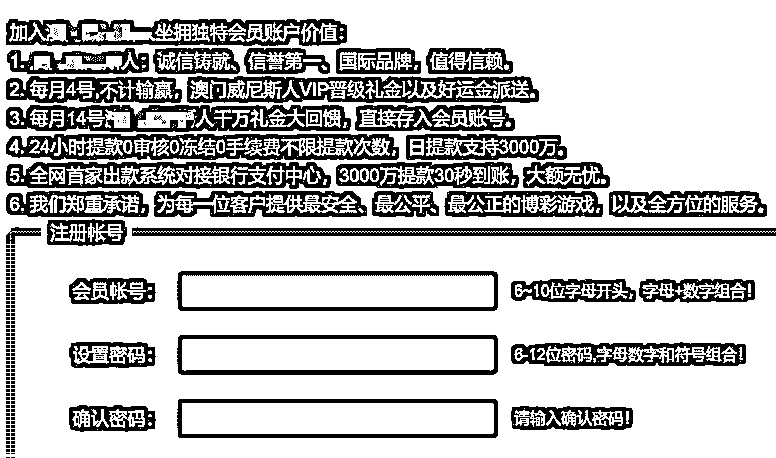 加入 坐拥独特会员账户价值：
1. 人：诚信铸就、信誉第一、国际品牌，值得信赖。
2. 每月4号,不计输赢，澳门威尼斯人VIP晋级礼金以及好运金派送。
3. 每月14号 人千万礼金大回馈，直接存入会员账号。
4. 24小时提款0审核0冻结0手续费不限提款次数，日提款支持3000万。
5. 全网首家出款系统对接银行支付中心，3000万提款30秒到账，大额无忧。
6. 我们郑重承诺，为每一位客户提供最安全、最公平、最公正的博彩游戏，以及全方位的服务。
注册帐号
会员帐号： 6~10位字母开头，字母+数字组合！
设置密码： 6-12位密码,字母数字和符号组合！
确认密码： 请输入确认密码！